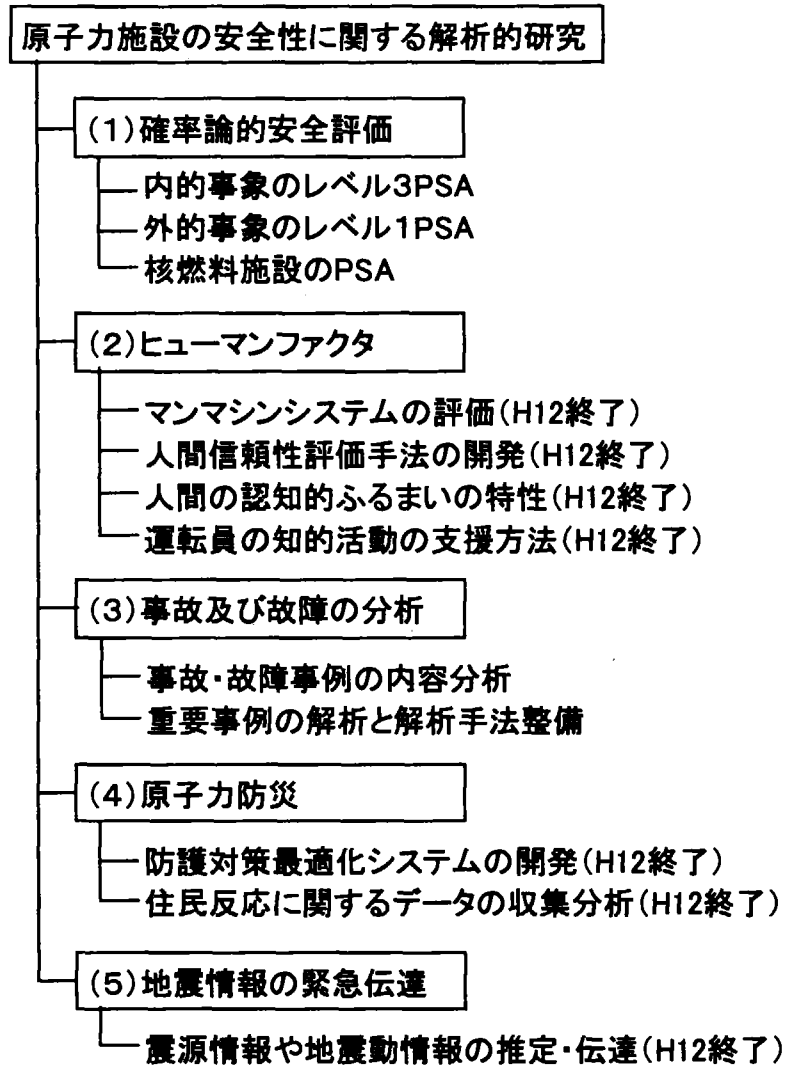 原子力施設の安全性に関する解析的研究
(1)確率論的安全評価
内的事象のレベル3PSA
外的事象のレベル1PSA
核燃料施設のPSA
(2)ヒューマンファクタ
マンマシンシステムの評価(H12終了)
人間信頼性評価手法の開発(H12終了)
人間の認知的ふるまいの特性(H12終了)
運転員の知的活動の支援方法(H12終了)
(3)事故及び故障の分析
事故・故障事例の内容分析
重要事例の解析と解析手法整備
(4)原子力防災
防護対策最適化システムの開発(H12終了)
住民反応に関するデータの収集分析(H12終了)
(5)地震情報の緊急伝達
震源情報や地震動情報の推定・伝達(H12終了)